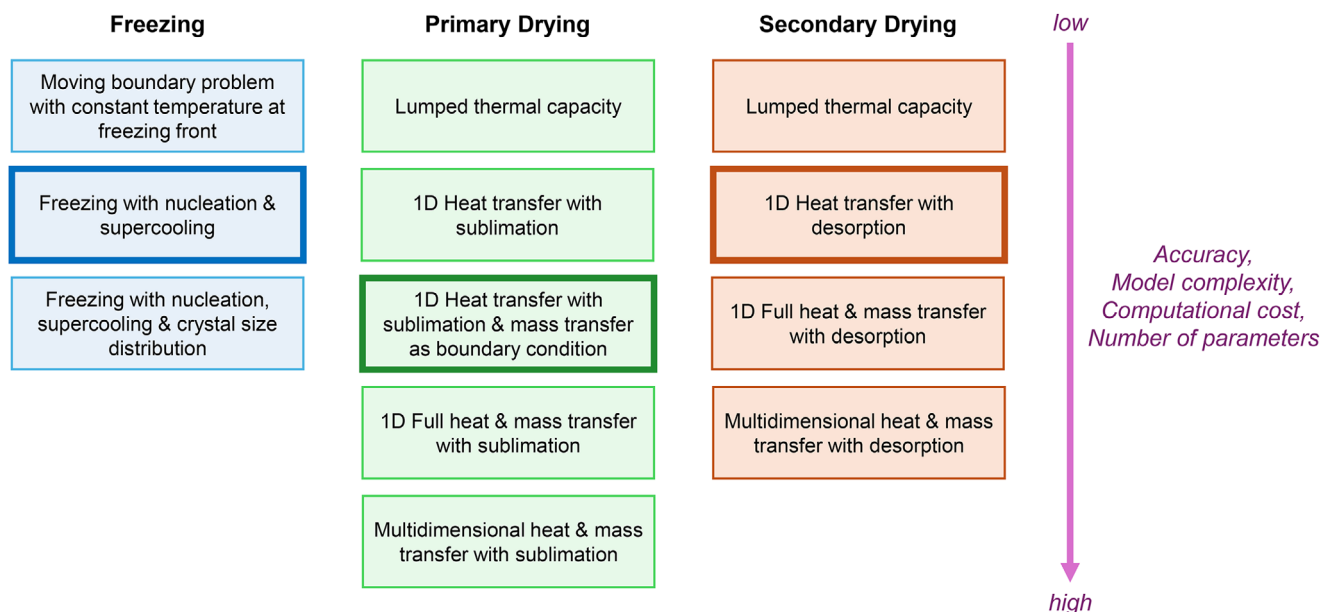 Freezing
Moving boundary problem
with constant temperature at
freezing front
Freezing with nucleation &
supercooling
Freezing with nucleation,
supercooling & crystal size
distribution
Primary Drying
Lumped thermal capacity
1D Heat transfer with
sublimation
1D Heat transfer with
sublimation & mass transfer
as boundary condition
1D Full heat & mass transfer
with sublimation
Multidimensional heat & mass
transfer with sublimation
Secondary Drying
Lumped thermal capacity
1D Heat transfer with
desorption
1D Full heat & mass transfer
with desorption
Multidimensional heat & mass
transfer with desorption
low
Accuracy,
Model complexity,
Computational cost,
Number of parameters
high